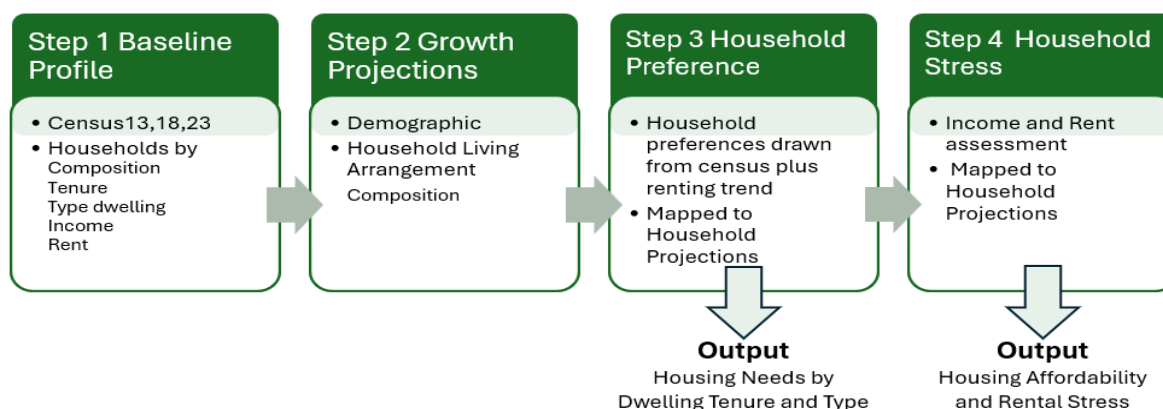 Step 1 Baseline
Profile
• Census13,18,23
• Households by
Composition
Tenure
Type dwelling
Income
Rent
Step 2 Growth
Projections
• Demographic
• Household Living
Arrangement
Composition
Step 3 Household
Preference
• Household
preferences drawn
from census plus
renting trend
• Mapped to
Household
Projections
Output
Housing Needs by
Dwelling Tenure and Type
Step 4 Household
Stress
• Income and Rent
assessment
• Mapped to
Household
Projections
Output
Housing Affordability
and Rental Stress